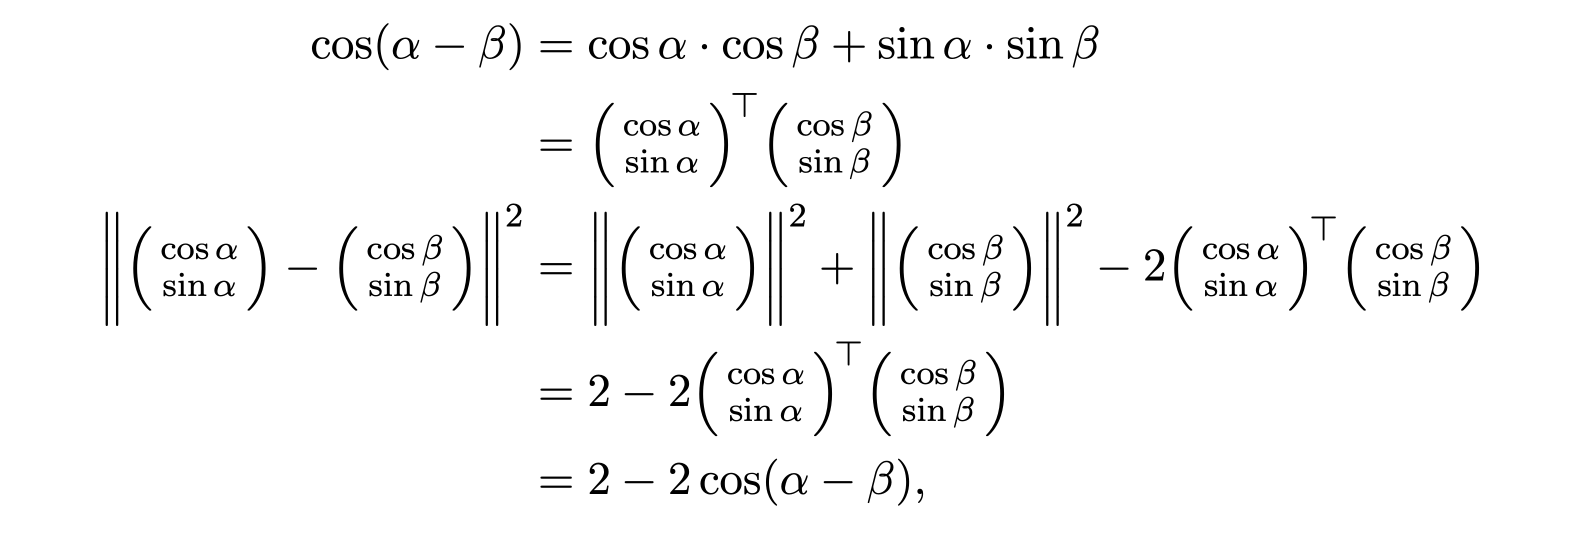 cos(α − β) = cos α · cos β + sin α · sin β
= (cos α sin α)^⊤ (cos β sin β)
‖(cos α sin α) − (cos β sin β)‖² = ‖(cos α sin α)‖² + ‖(cos β sin β)‖² − 2(cos α sin α)^⊤ (cos β sin β)
= 2 − 2(cos α sin α)^⊤ (cos β sin β)
= 2 − 2 cos(α − β),